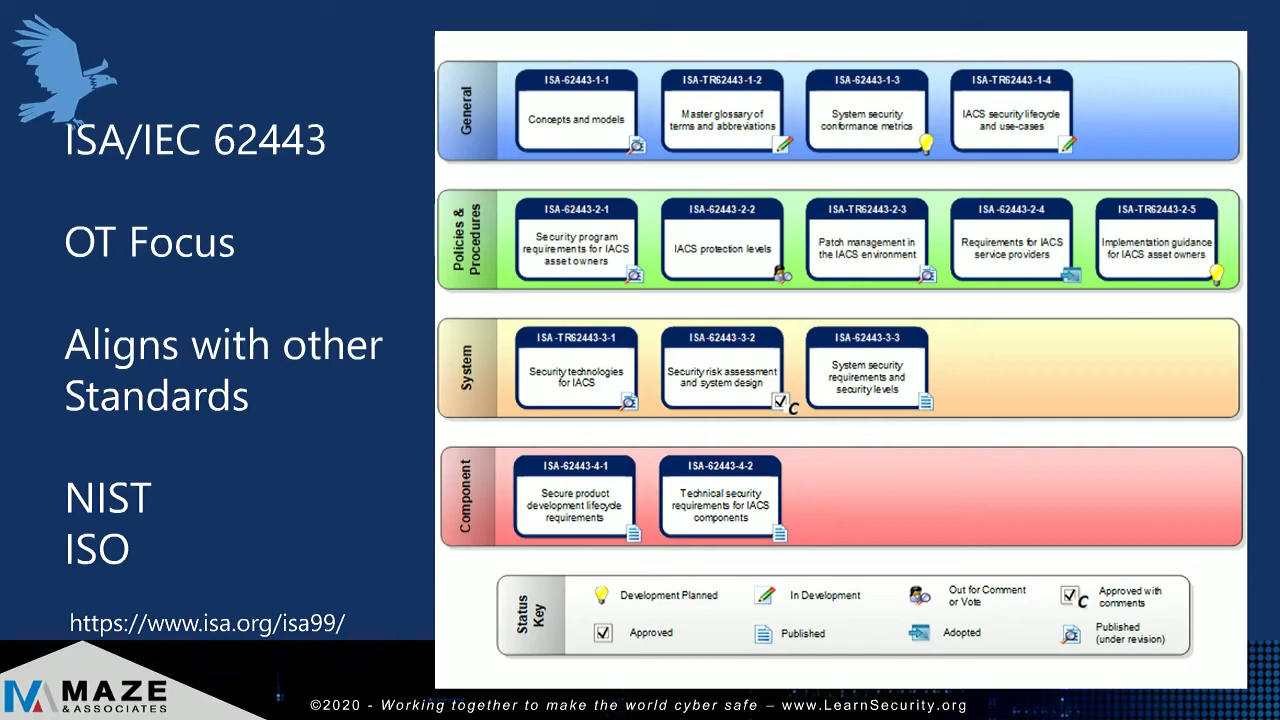 ISA/IEC 62443
OT Focus
Aligns with other
Standards
NIST
ISO
https://www.isa.org/isa99/
General
ISA-62443-1-1
Concepts and models
ISA-TR62443-1-2
Master glossary of
terms and abbreviations
ISA-62443-1-3
System security
conformance metrics
ISA-TR62443-1-4
IACS security lifecycle
and use-cases
Policies &
Procedures
ISA-62443-2-1
Security program
requirements for IACS
asset owners
ISA-62443-2-2
IACS protection levels
ISA-TR62443-2-3
Patch management in
the IACS environment
ISA-62443-2-4
Requirements for IACS
service providers
ISA-TR62443-2-5
Implementation guidance
for IACS asset owners
System
ISA-TR62443-3-1
Security technologies
for IACS
ISA-62443-3-2
Security risk assessment
and system design
C
ISA-62443-3-3
System security
requirements and
security levels
Component
ISA-62443-4-1
Secure product
development lifecycle
requirements
ISA-62443-4-2
Technical security
requirements for IACS
components
Status
Key
Development Planned
In Development
Out for Comment
or Vote
C
Approved with
comments
Approved
Published
Adopted
Published
(under revision)
MAZE
& ASSOCIATES
©2020 - Working together to make the world cyber safe – www.LearnSecurity.org